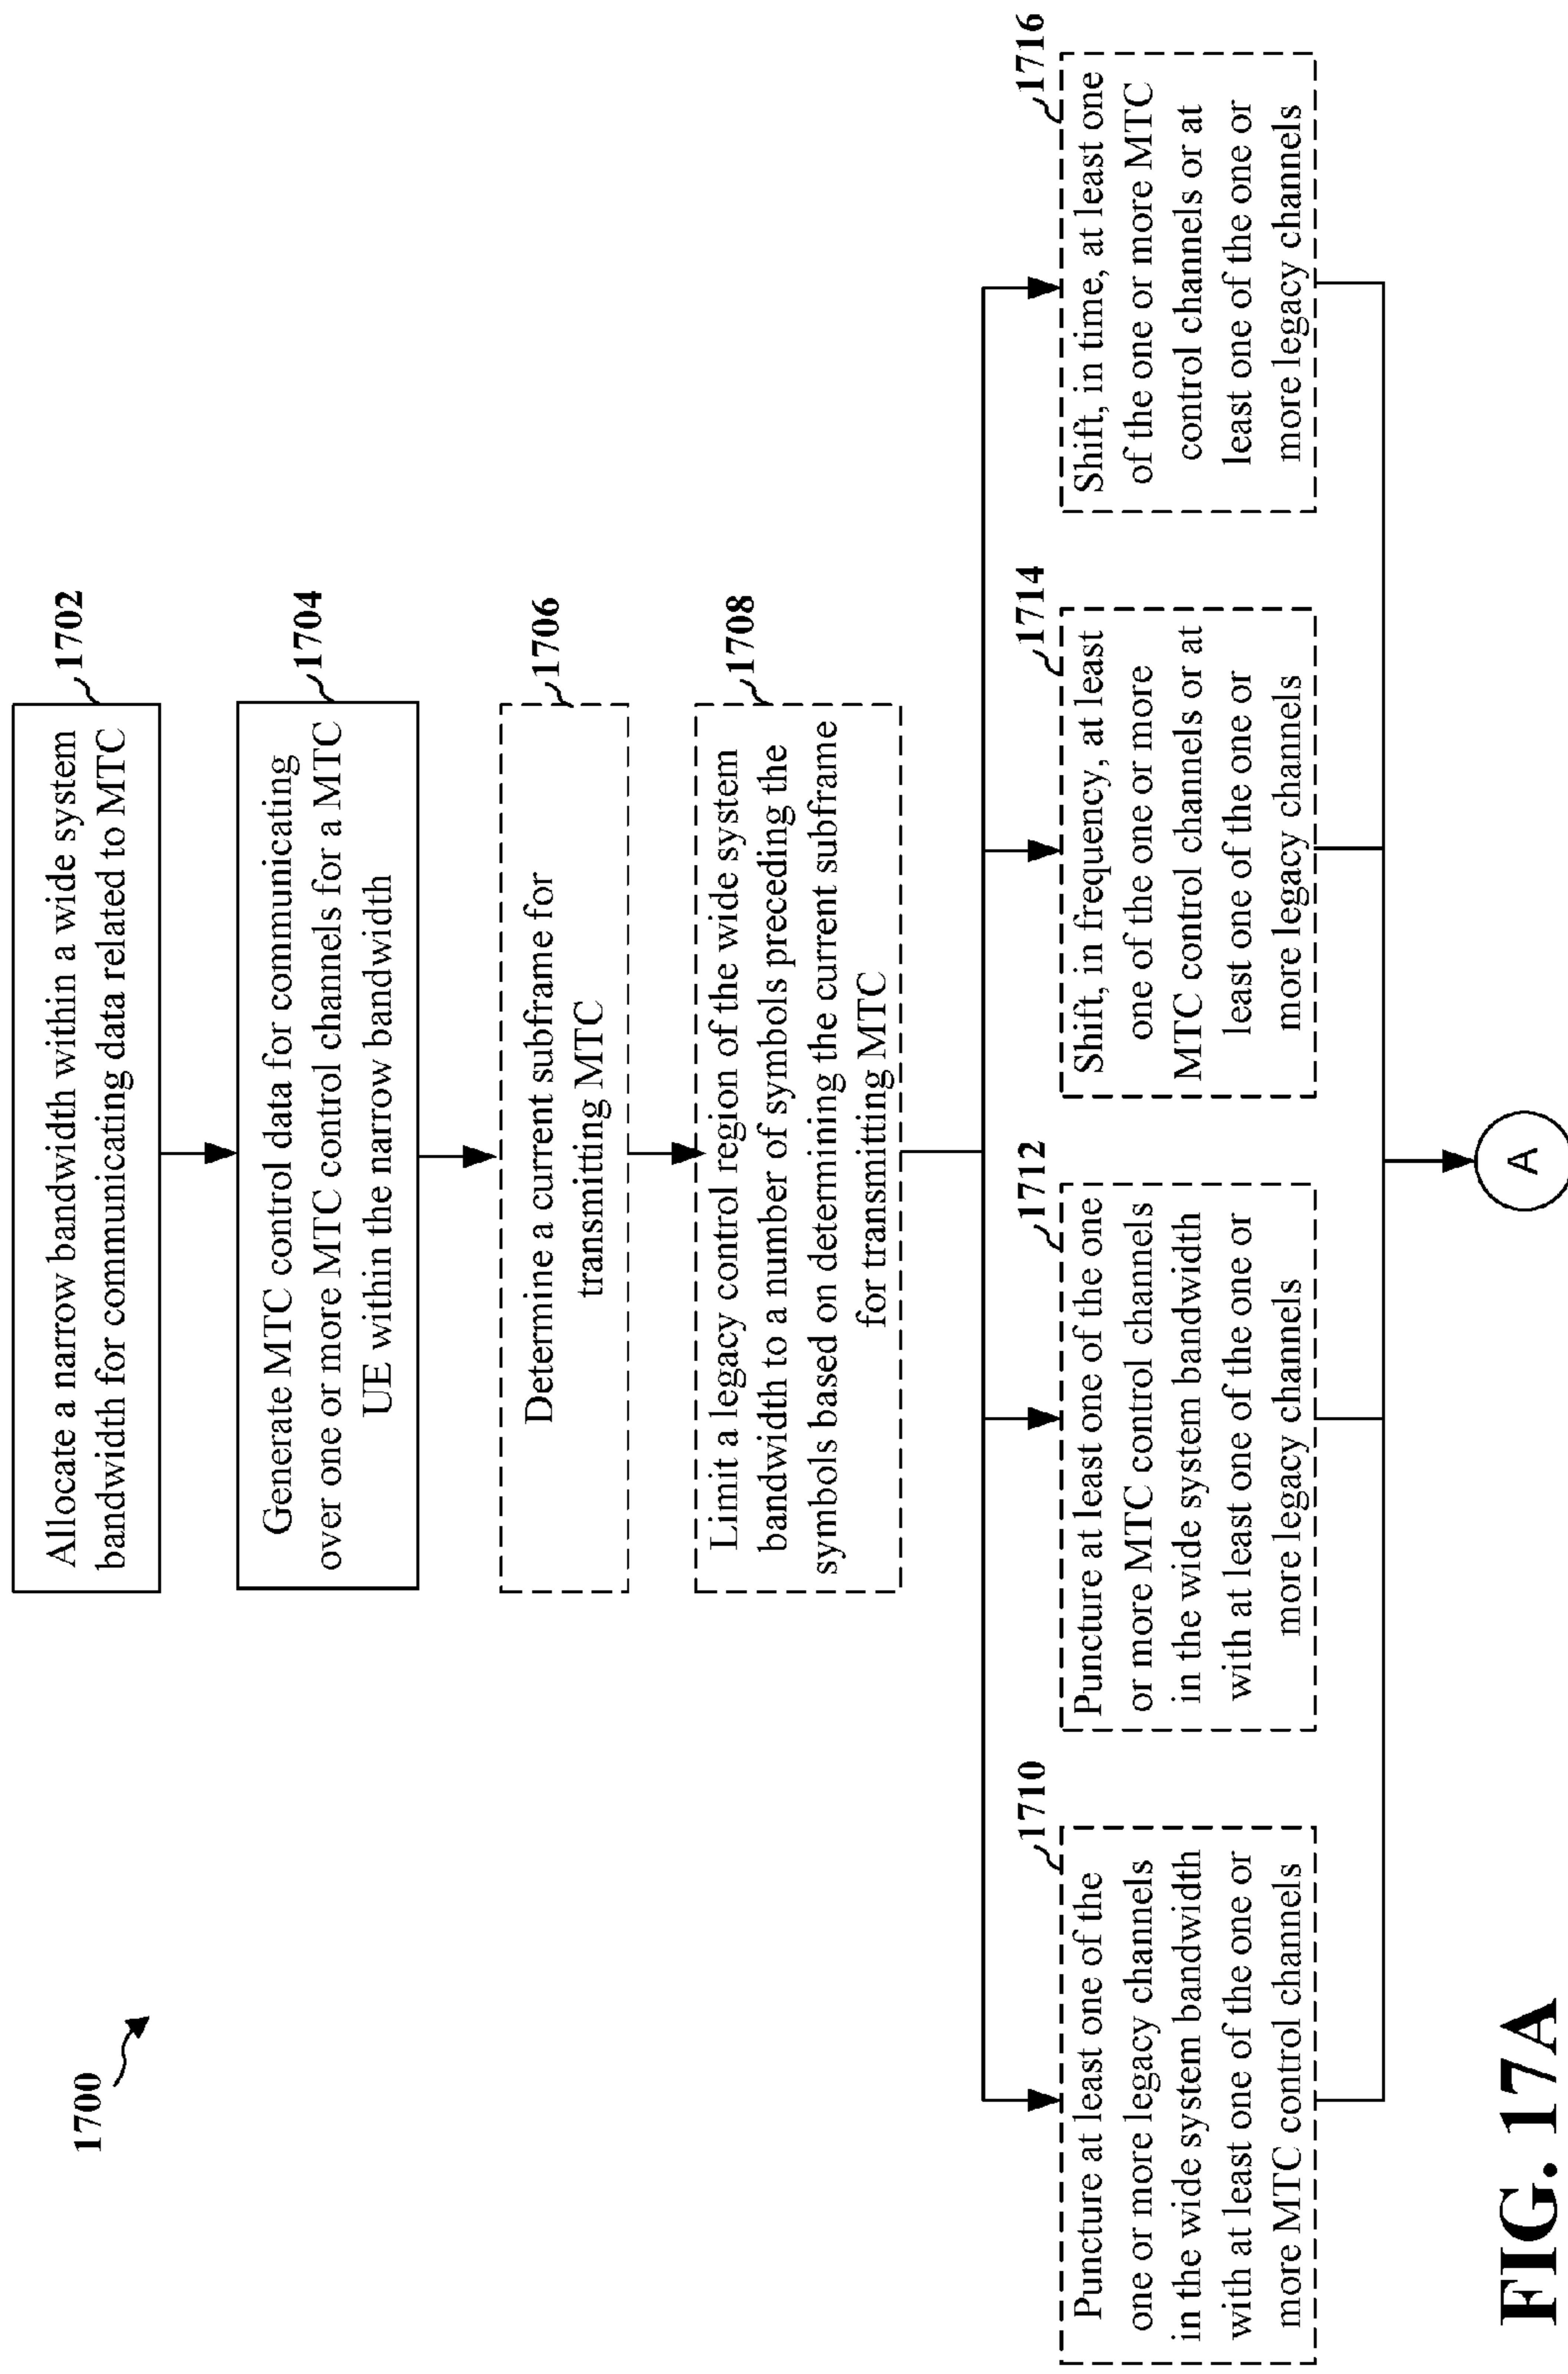 1700
1702
Allocate a narrow bandwidth within a wide system
bandwidth for communicating data related to MTC
1704
Generate MTC control data for communicating
over one or more MTC control channels for a MTC
UE within the narrow bandwidth
1706
Determine a current subframe for
transmitting MTC
1708
Limit a legacy control region of the wide system
bandwidth to a number of symbols preceding the
symbols based on determining the current subframe
for transmitting MTC
1710
Puncture at least one of the
one or more legacy channels
in the wide system bandwidth
with at least one of the one or
more MTC control channels
1712
Puncture at least one of the one
or more MTC control channels
in the wide system bandwidth
with at least one of the one or
more legacy channels
1714
Shift, in frequency, at least
one of the one or more
MTC control channels or at
least one of the one or
more legacy channels
1716
Shift, in time, at least one
of the one or more MTC
control channels or at
least one of the one or
more legacy channels
A
FIG. 17A